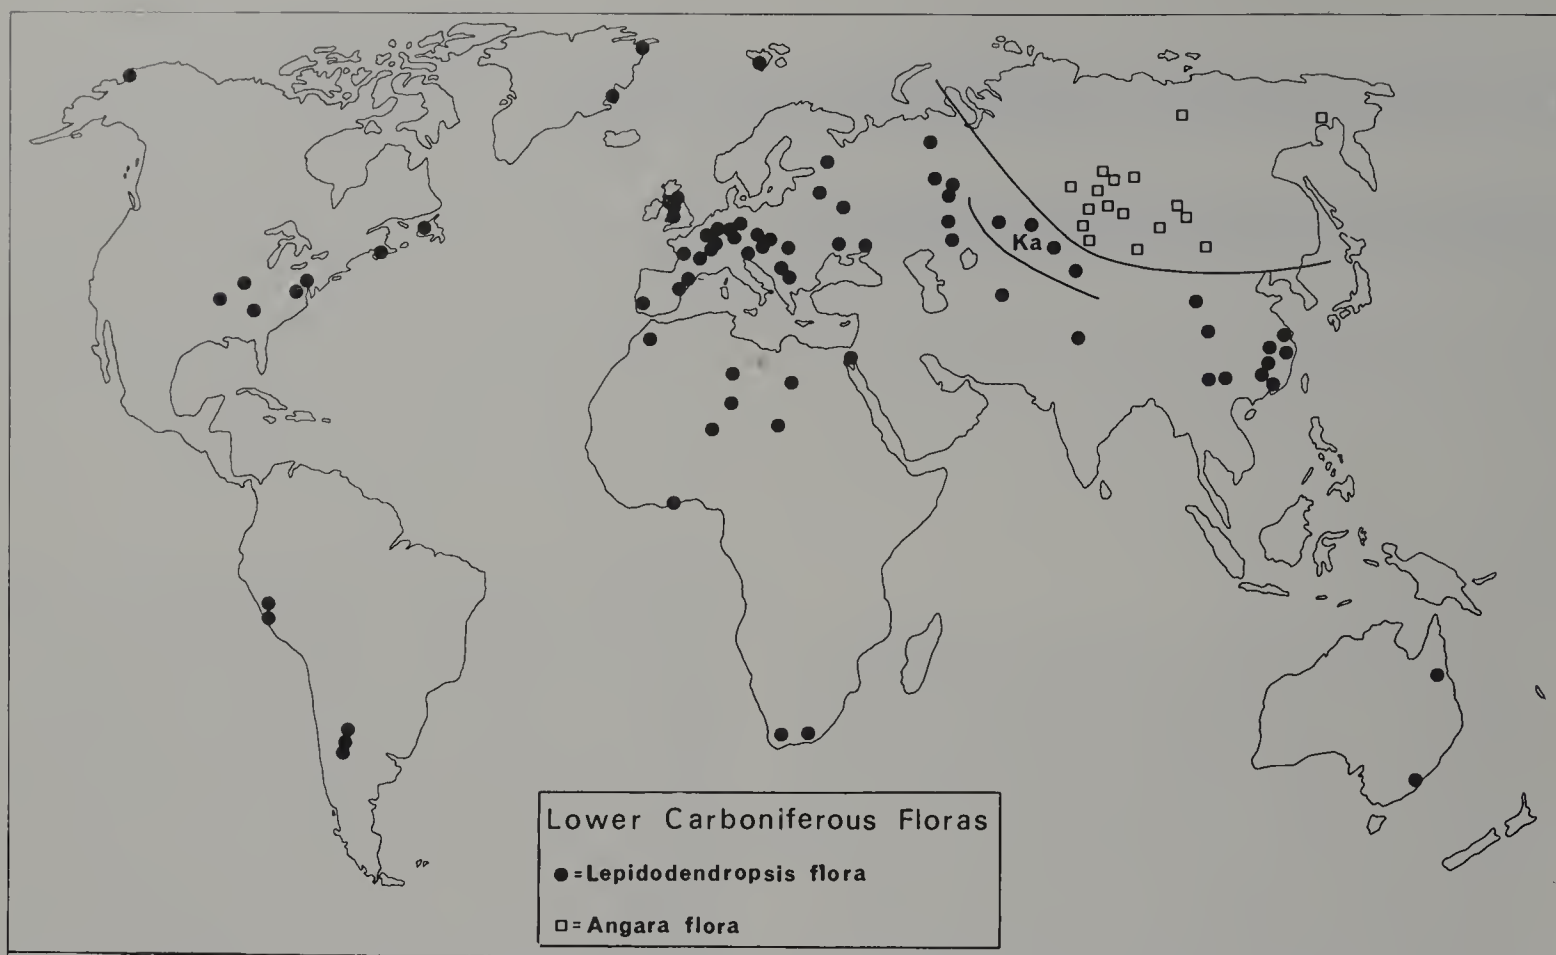 Ka
Lower Carboniferous Floras
●=Lepidodendropsis flora
□=Angara flora